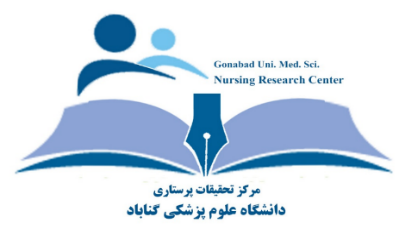 Gonabad Uni. Med. Sci.
Nursing Research Center
مرکز تحقیقات پرستاری
دانشگاه علوم پزشکی گناباد